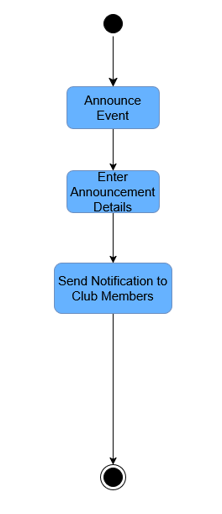 Announce
Event
Enter
Announcement
Details
Send Notification to
Club Members